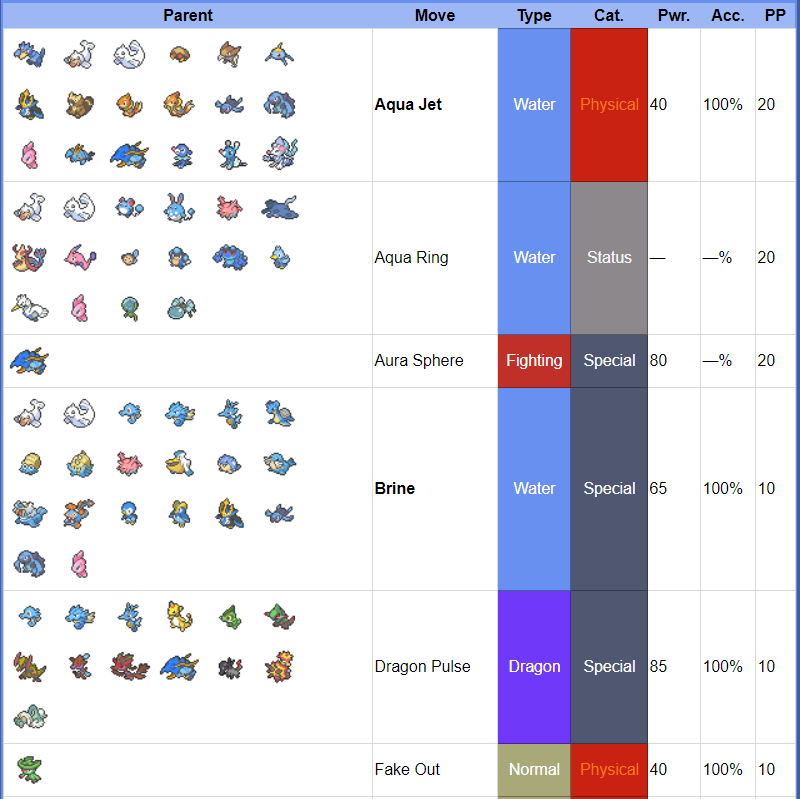 Parent Move Type Cat. Pwr. Acc. PP
Aqua Jet Water Physical 40 100% 20
Aqua Ring Water Status — —% 20
Aura Sphere Fighting Special 80 —% 20
Brine Water Special 65 100% 10
Dragon Pulse Dragon Special 85 100% 10
Fake Out Normal Physical 40 100% 10